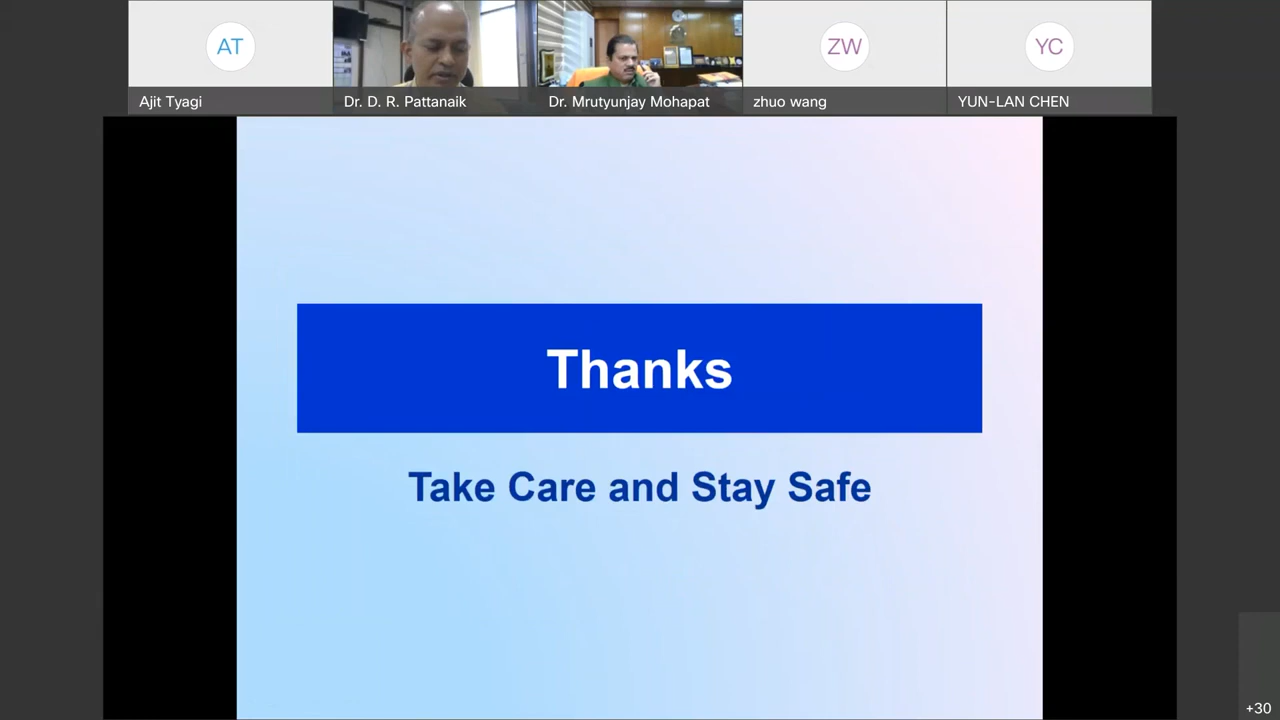 AT
ZW
YC
Ajit Tyagi
Dr. D. R. Pattanaik
Dr. Mrutyunjay Mohapat
zhuo wang
YUN-LAN CHEN
Thanks
Take Care and Stay Safe
+30